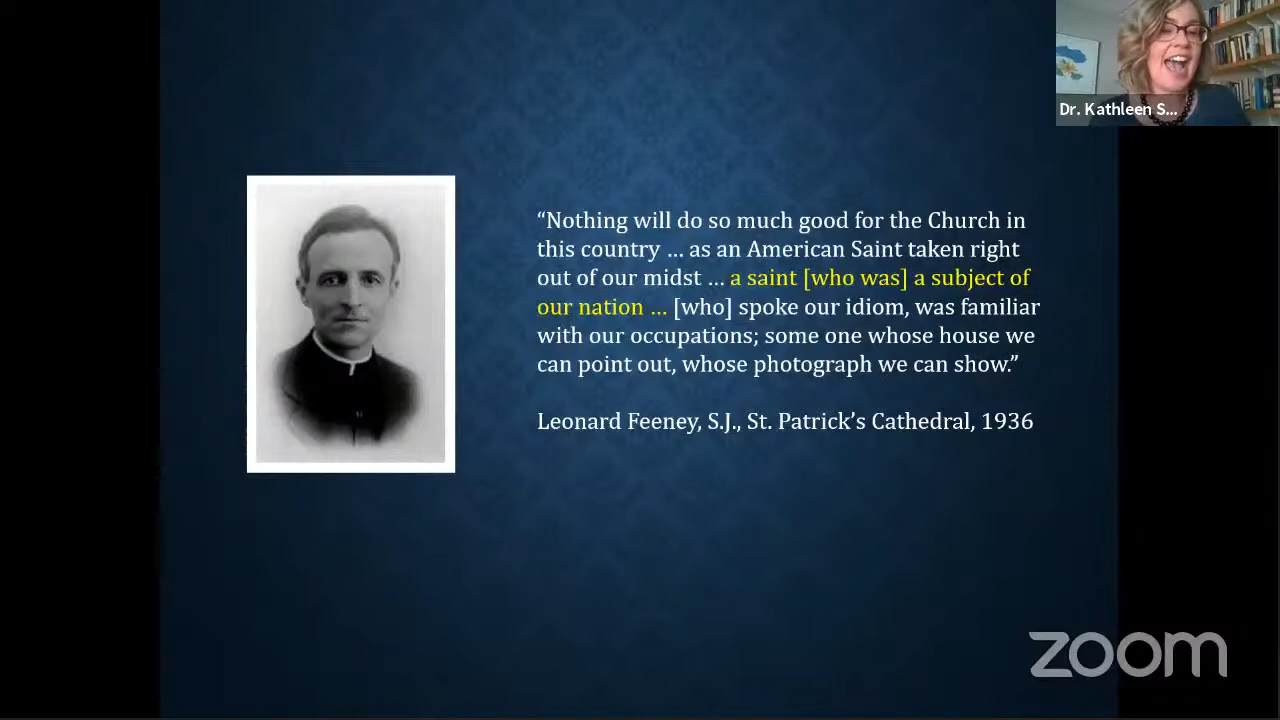 Dr. Kathleen S...
“Nothing will do so much good for the Church in
this country ... as an American Saint taken right
out of our midst ... a saint [who was] a subject of
our nation ... [who] spoke our idiom, was familiar
with our occupations; some one whose house we
can point out, whose photograph we can show.”
Leonard Feeney, S.J., St. Patrick’s Cathedral, 1936
zoom